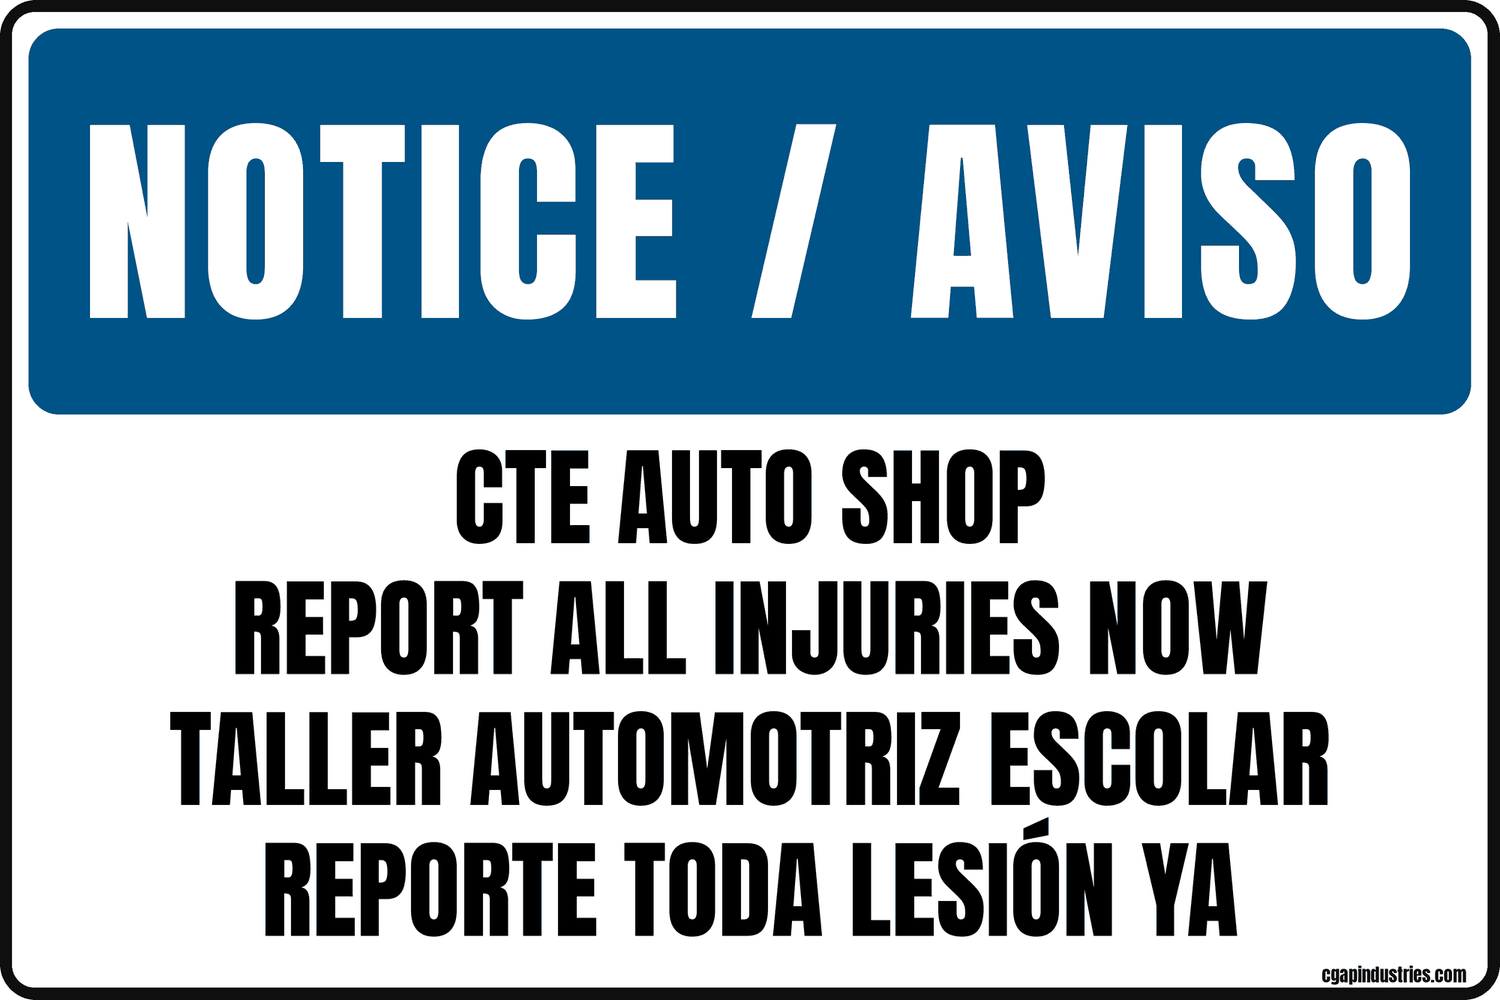 NOTICE / AVISO
CTE AUTO SHOP
REPORT ALL INJURIES NOW
TALLER AUTOMOTRIZ ESCOLAR
REPORTE TODA LESIÓN YA
cgapindustries.com